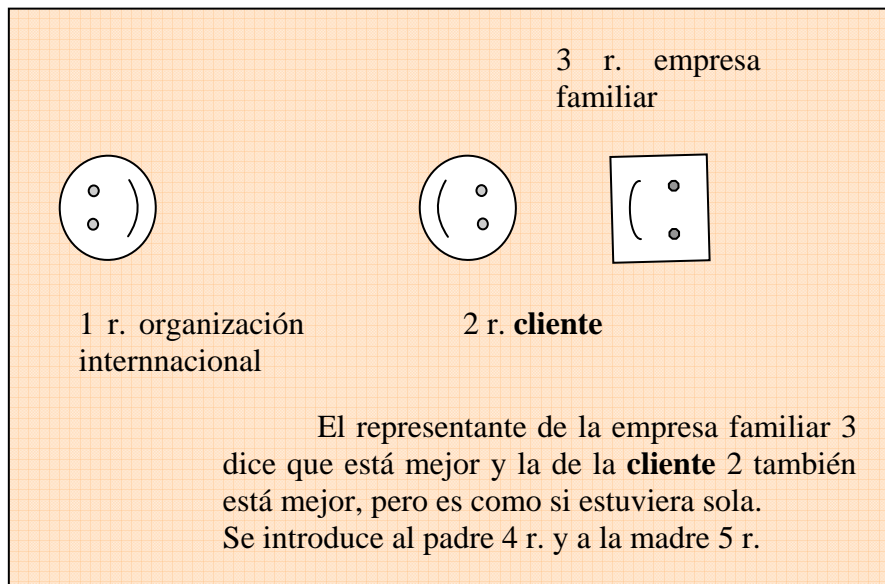 3 r. empresa
familiar
1 r. organización
internnacional
2 r. cliente
El representante de la empresa familiar 3
dice que está mejor y la de la cliente 2 también
está mejor, pero es como si estuviera sola.
Se introduce al padre 4 r. y a la madre 5 r.